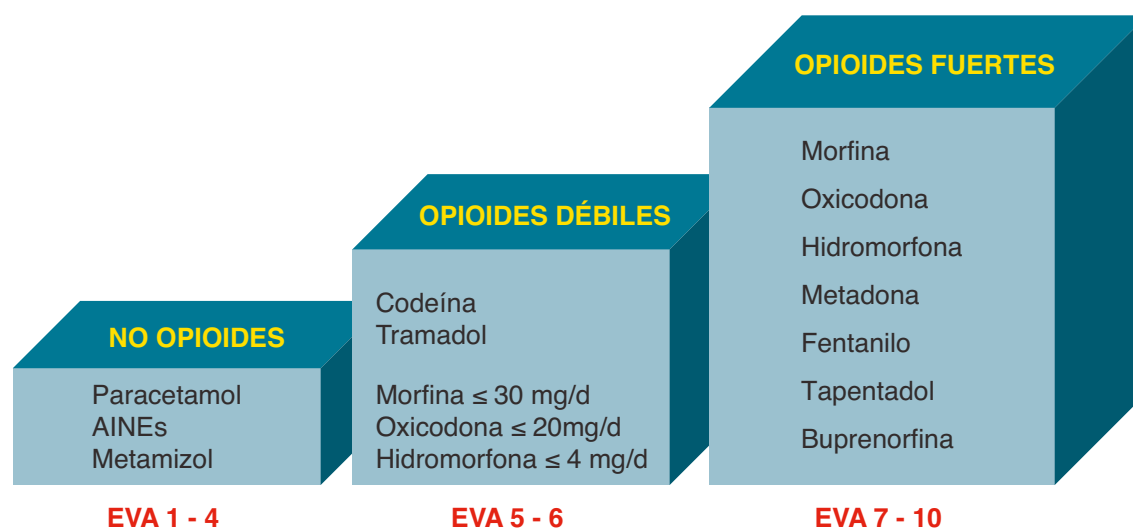 NO OPIOIDES
Paracetamol
AINEs
Metamizol
EVA 1 - 4
OPIOIDES DÉBILES
Codeína
Tramadol
Morfina ≤ 30 mg/d
Oxicodona ≤ 20mg/d
Hidromorfona ≤ 4 mg/d
EVA 5 - 6
OPIOIDES FUERTES
Morfina
Oxicodona
Hidromorfona
Metadona
Fentanilo
Tapentadol
Buprenorfina
EVA 7 - 10